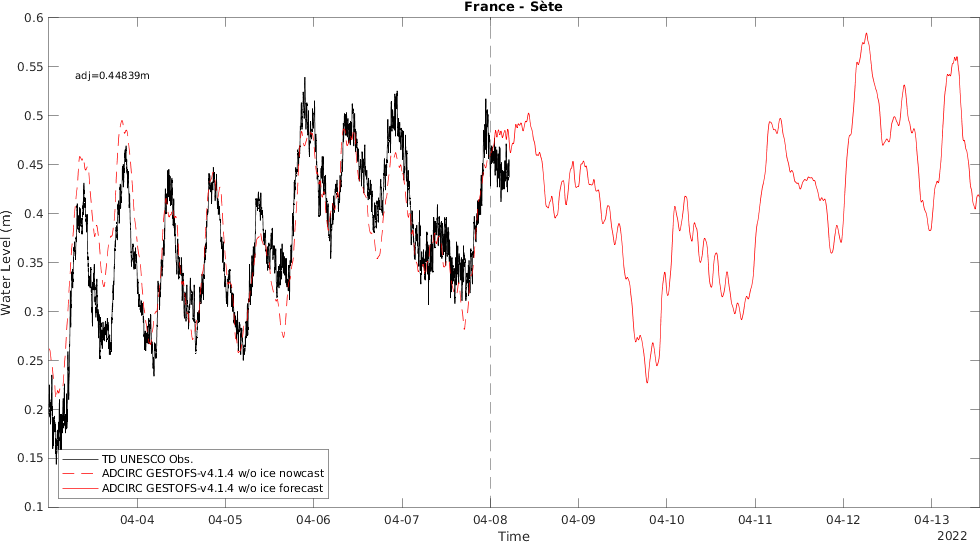 France - Sète
adj=0.44839m
Water Level (m)
0.6
0.55
0.5
0.45
0.4
0.35
0.3
0.25
0.2
0.15
0.1
TD UNESCO Obs.
ADCIRC GESTOFS-v4.1.4 w/o ice nowcast
ADCIRC GESTOFS-v4.1.4 w/o ice forecast
04-04 04-05 04-06 04-07 04-08 04-09 04-10 04-11 04-12 04-13
Time
2022